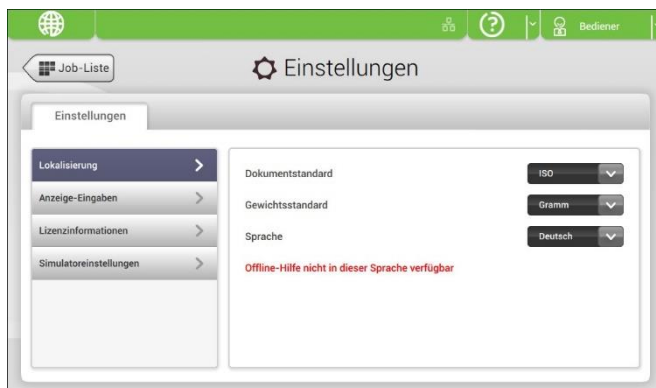 Bediener
Job-Liste
Einstellungen
Einstellungen
Lokalisierung
Anzeige-Eingaben
Lizenzinformationen
Simulatoreinstellungen
Dokumentstandard ISO
Gewichtsstandard Gramm
Sprache Deutsch
Offline-Hilfe nicht in dieser Sprache verfügbar